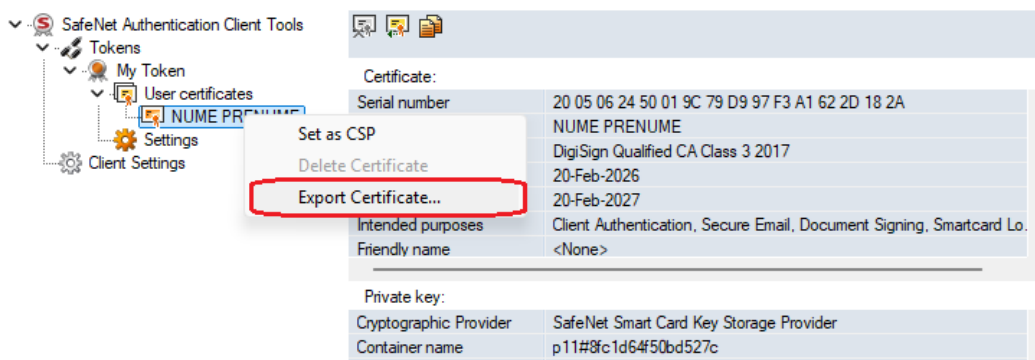 SafeNet Authentication Client Tools
Tokens
My Token
User certificates
NUME PRENUME
Settings
Client Settings
Set as CSP
Delete Certificate
Export Certificate...
Certificate:
Serial number 20 05 06 24 50 01 9C 79 D9 97 F3 A1 62 2D 18 2A
NUME PRENUME
DigiSign Qualified CA Class 3 2017
20-Feb-2026
20-Feb-2027
Intended purposes Client Authentication, Secure Email, Document Signing, Smartcard Lo.
Friendly name <None>
Private key:
Cryptographic Provider SafeNet Smart Card Key Storage Provider
Container name p11#8fc1d64f50bd527c